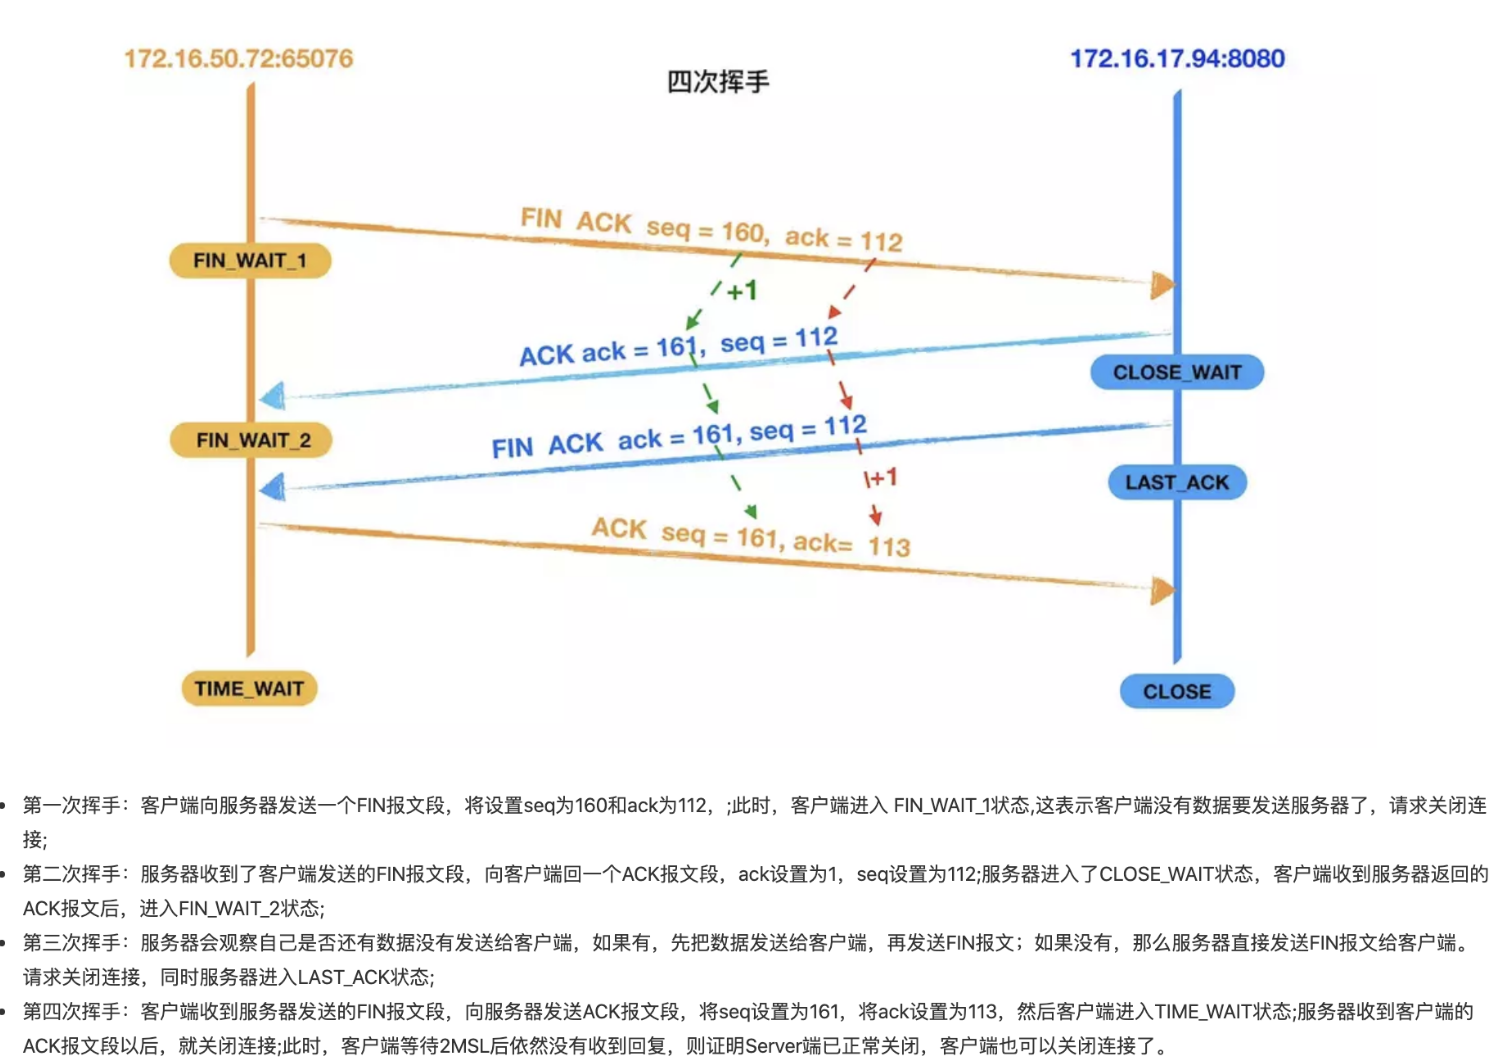 172.16.50.72:65076
172.16.17.94:8080
四次挥手
FIN ACK seq = 160, ack = 112
FIN_WAIT_1
+1
ACK ack = 161, seq = 112
CLOSE_WAIT
FIN ACK ack = 161, seq = 112
FIN_WAIT_2
+1
LAST_ACK
ACK seq = 161, ack= 113
TIME_WAIT
CLOSE
• 第一次挥手：客户端向服务器发送一个FIN报文段，将设置seq为160和ack为112，;此时，客户端进入 FIN_WAIT_1状态,这表示客户端没有数据要发送服务器了，请求关闭连
接;
• 第二次挥手：服务器收到了客户端发送的FIN报文段，向客户端回一个ACK报文段，ack设置为1，seq设置为112;服务器进入了CLOSE_WAIT状态，客户端收到服务器返回的
ACK报文后，进入FIN_WAIT_2状态;
• 第三次挥手：服务器会观察自己是否还有数据没有发送给客户端，如果有，先把数据发送给客户端，再发送FIN报文；如果没有，那么服务器直接发送FIN报文给客户端。
请求关闭连接，同时服务器进入LAST_ACK状态;
• 第四次挥手：客户端收到服务器发送的FIN报文段，向服务器发送ACK报文段，将seq设置为161，将ack设置为113，然后客户端进入TIME_WAIT状态;服务器收到客户端的
ACK报文段以后，就关闭连接;此时，客户端等待2MSL后依然没有收到回复，则证明Server端已正常关闭，客户端也可以关闭连接了。